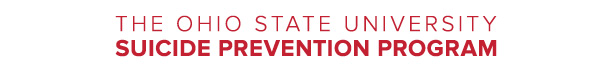 THE OHIO STATE UNIVERSITY
SUICIDE PREVENTION PROGRAM